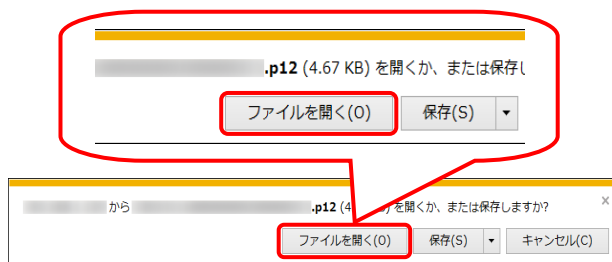 .p12 (4.67 KB) を開くか、または保存し
ファイルを開く(O) 保存(S)
から .p12 (4 を開くか、または保存しますか? ×
ファイルを開く(O) 保存(S) キャンセル(C)